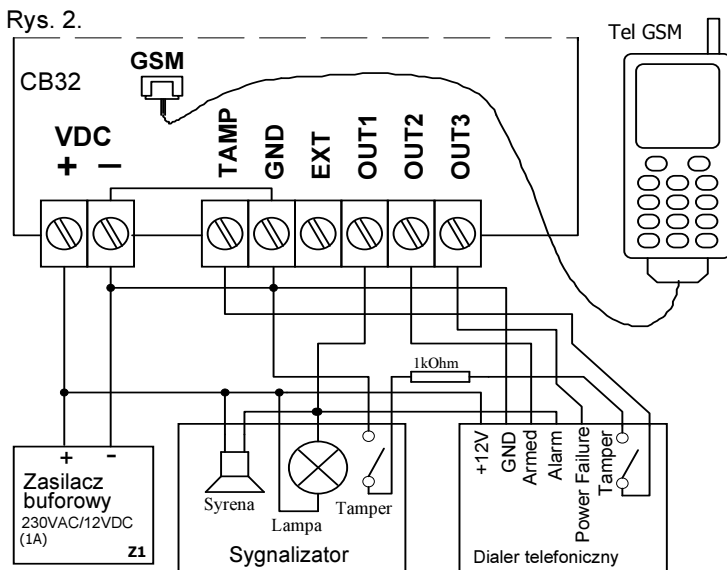 Rys. 2.
Tel GSM
GSM
CB32
VDC
+ –
TAMP
GND
EXT
OUT1
OUT2
OUT3
1kOhm
+ -
Zasilacz
buforowy
230VAC/12VDC
(1A)
Z1
Syrena
Lampa
Tamper
Sygnalizator
+12V
GND
Armed
Alarm
Power Failure
Tamper
Dialer telefoniczny